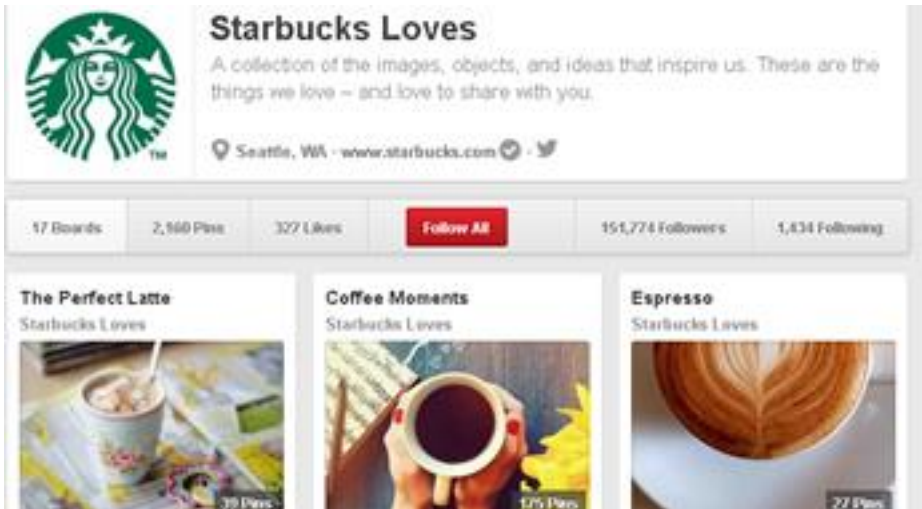 Starbucks Loves
A collection of the images, objects, and ideas that inspire us. These are the
things we love – and love to share with you.
TM
Seattle, WA · www.starbucks.com ·
17 Boards 2,160 Pins 327 Likes Follow All 151,774 Followers 1,434 Following
The Perfect Latte Coffee Moments Espresso
Starbucks Loves Starbucks Loves Starbucks Loves
39 Pins 175 Pins 27 Pins